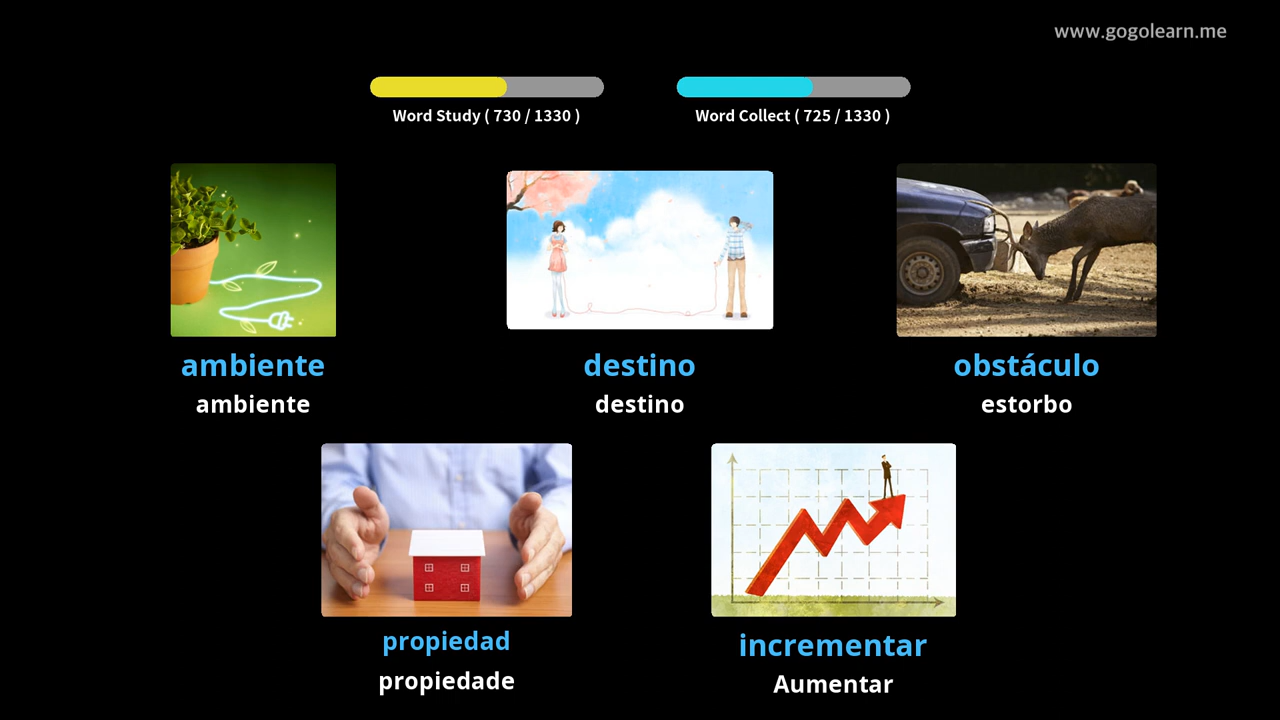 www.gogolearn.me
Word Study ( 730 / 1330 )
Word Collect ( 725 / 1330 )
ambiente
ambiente
destino
destino
obstáculo
estorbo
propiedad
propiedade
incrementar
Aumentar